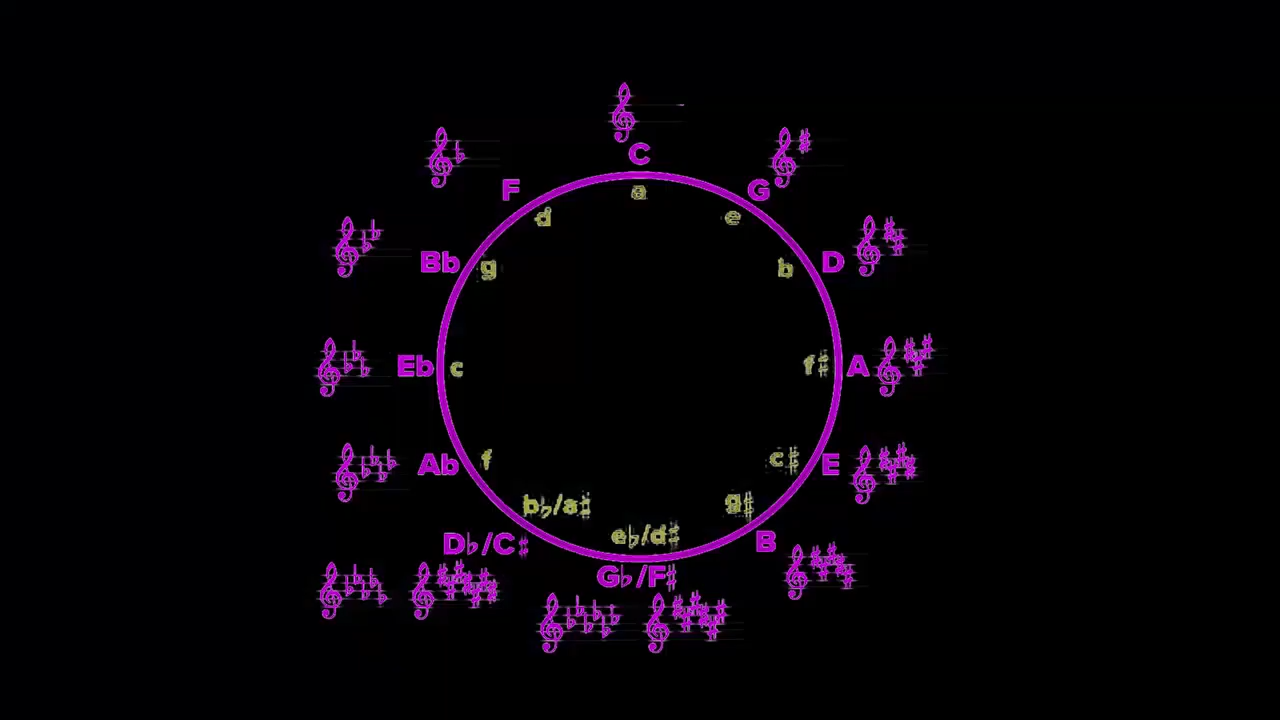 C
F
G
a
d
e
Bb
g
b
D
Eb
c
f♯
A
Ab
f
c♯
E
b♭/a♯
g♯
D♭/C♯
e♭/d♯
B
G♭/F♯